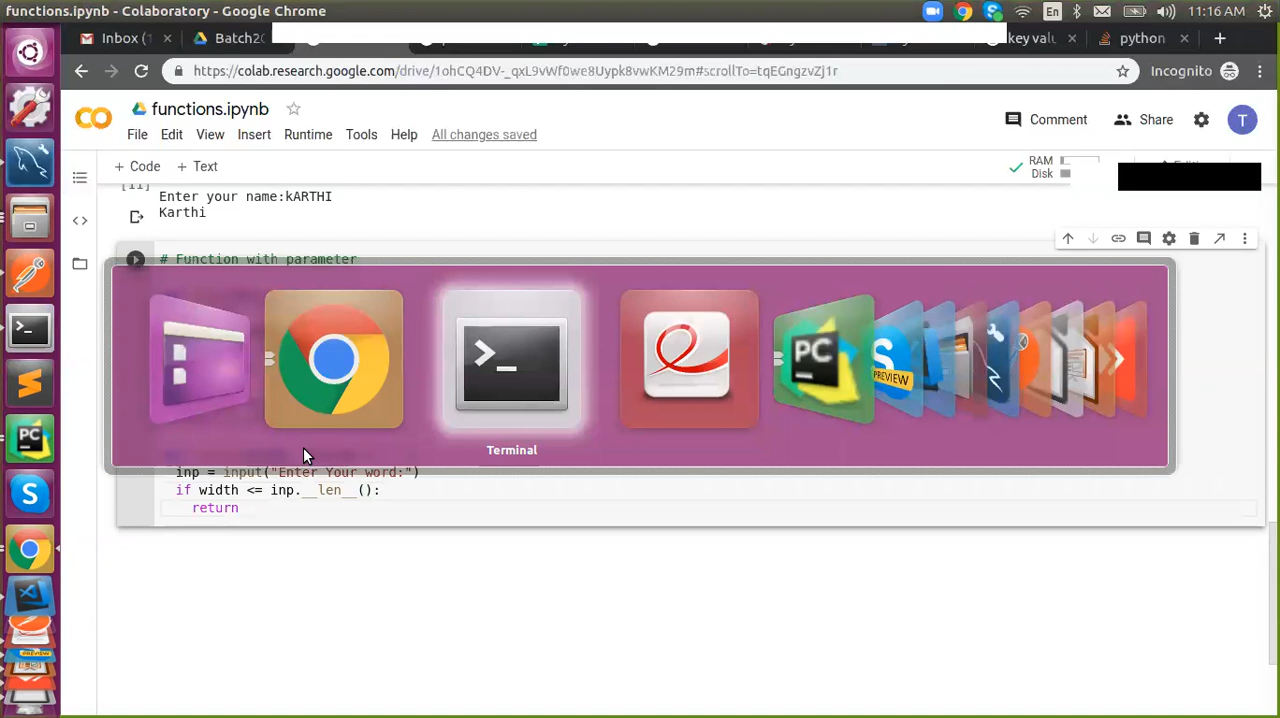 functions.ipynb - Colaboratory - Google Chrome
En
11:16 AM
Inbox (1
Batch2
key valu
python
https://colab.research.google.com/drive/1ohCQ4DV-_qxL9vWf0we8Uypk8vwKM29m#scrollTo=tqEGngzvZj1r
Incognito
functions.ipynb
Comment
Share
T
File Edit View Insert Runtime Tools Help All changes saved
+ Code + Text
RAM
Disk
[11]
Enter your name:kARTHI
Karthi
# Function with parameter
>_
PC
S
PREVIEW
Terminal
inp = input("Enter Your word:")
if width <= inp.__len__():
return